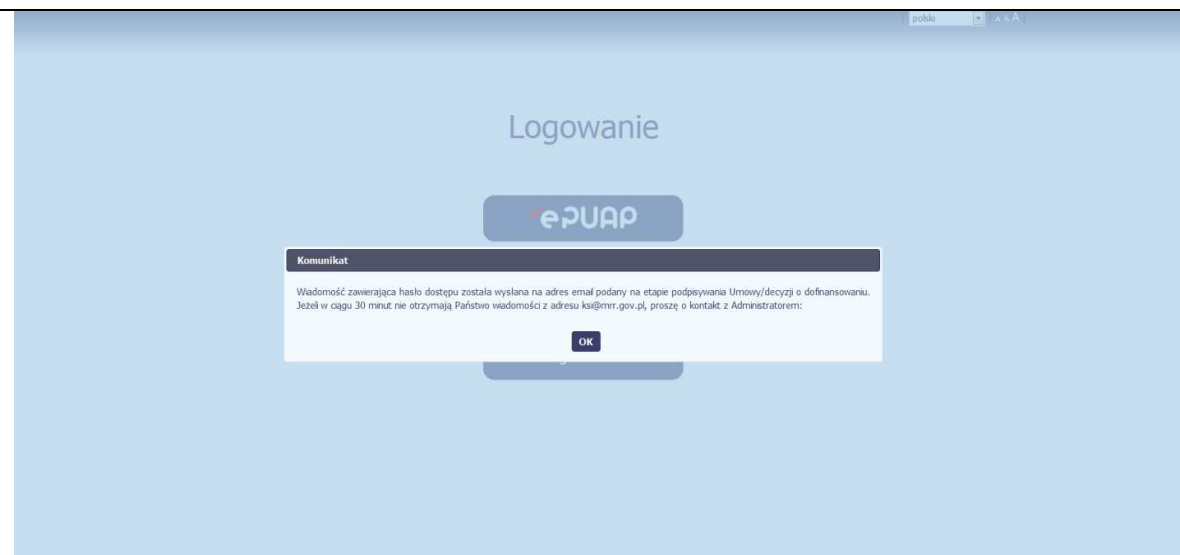 polski
A A A
Logowanie
ePUAP
Komunikat
Wiadomość zawierająca hasło dostępu została wysłana na adres email podany na etapie podpisywania Umowy/decyzji o dofinansowaniu.
Jeżeli w ciągu 30 minut nie otrzymają Państwo wiadomości z adresu ksi@mrr.gov.pl, proszę o kontakt z Administratorem:
OK